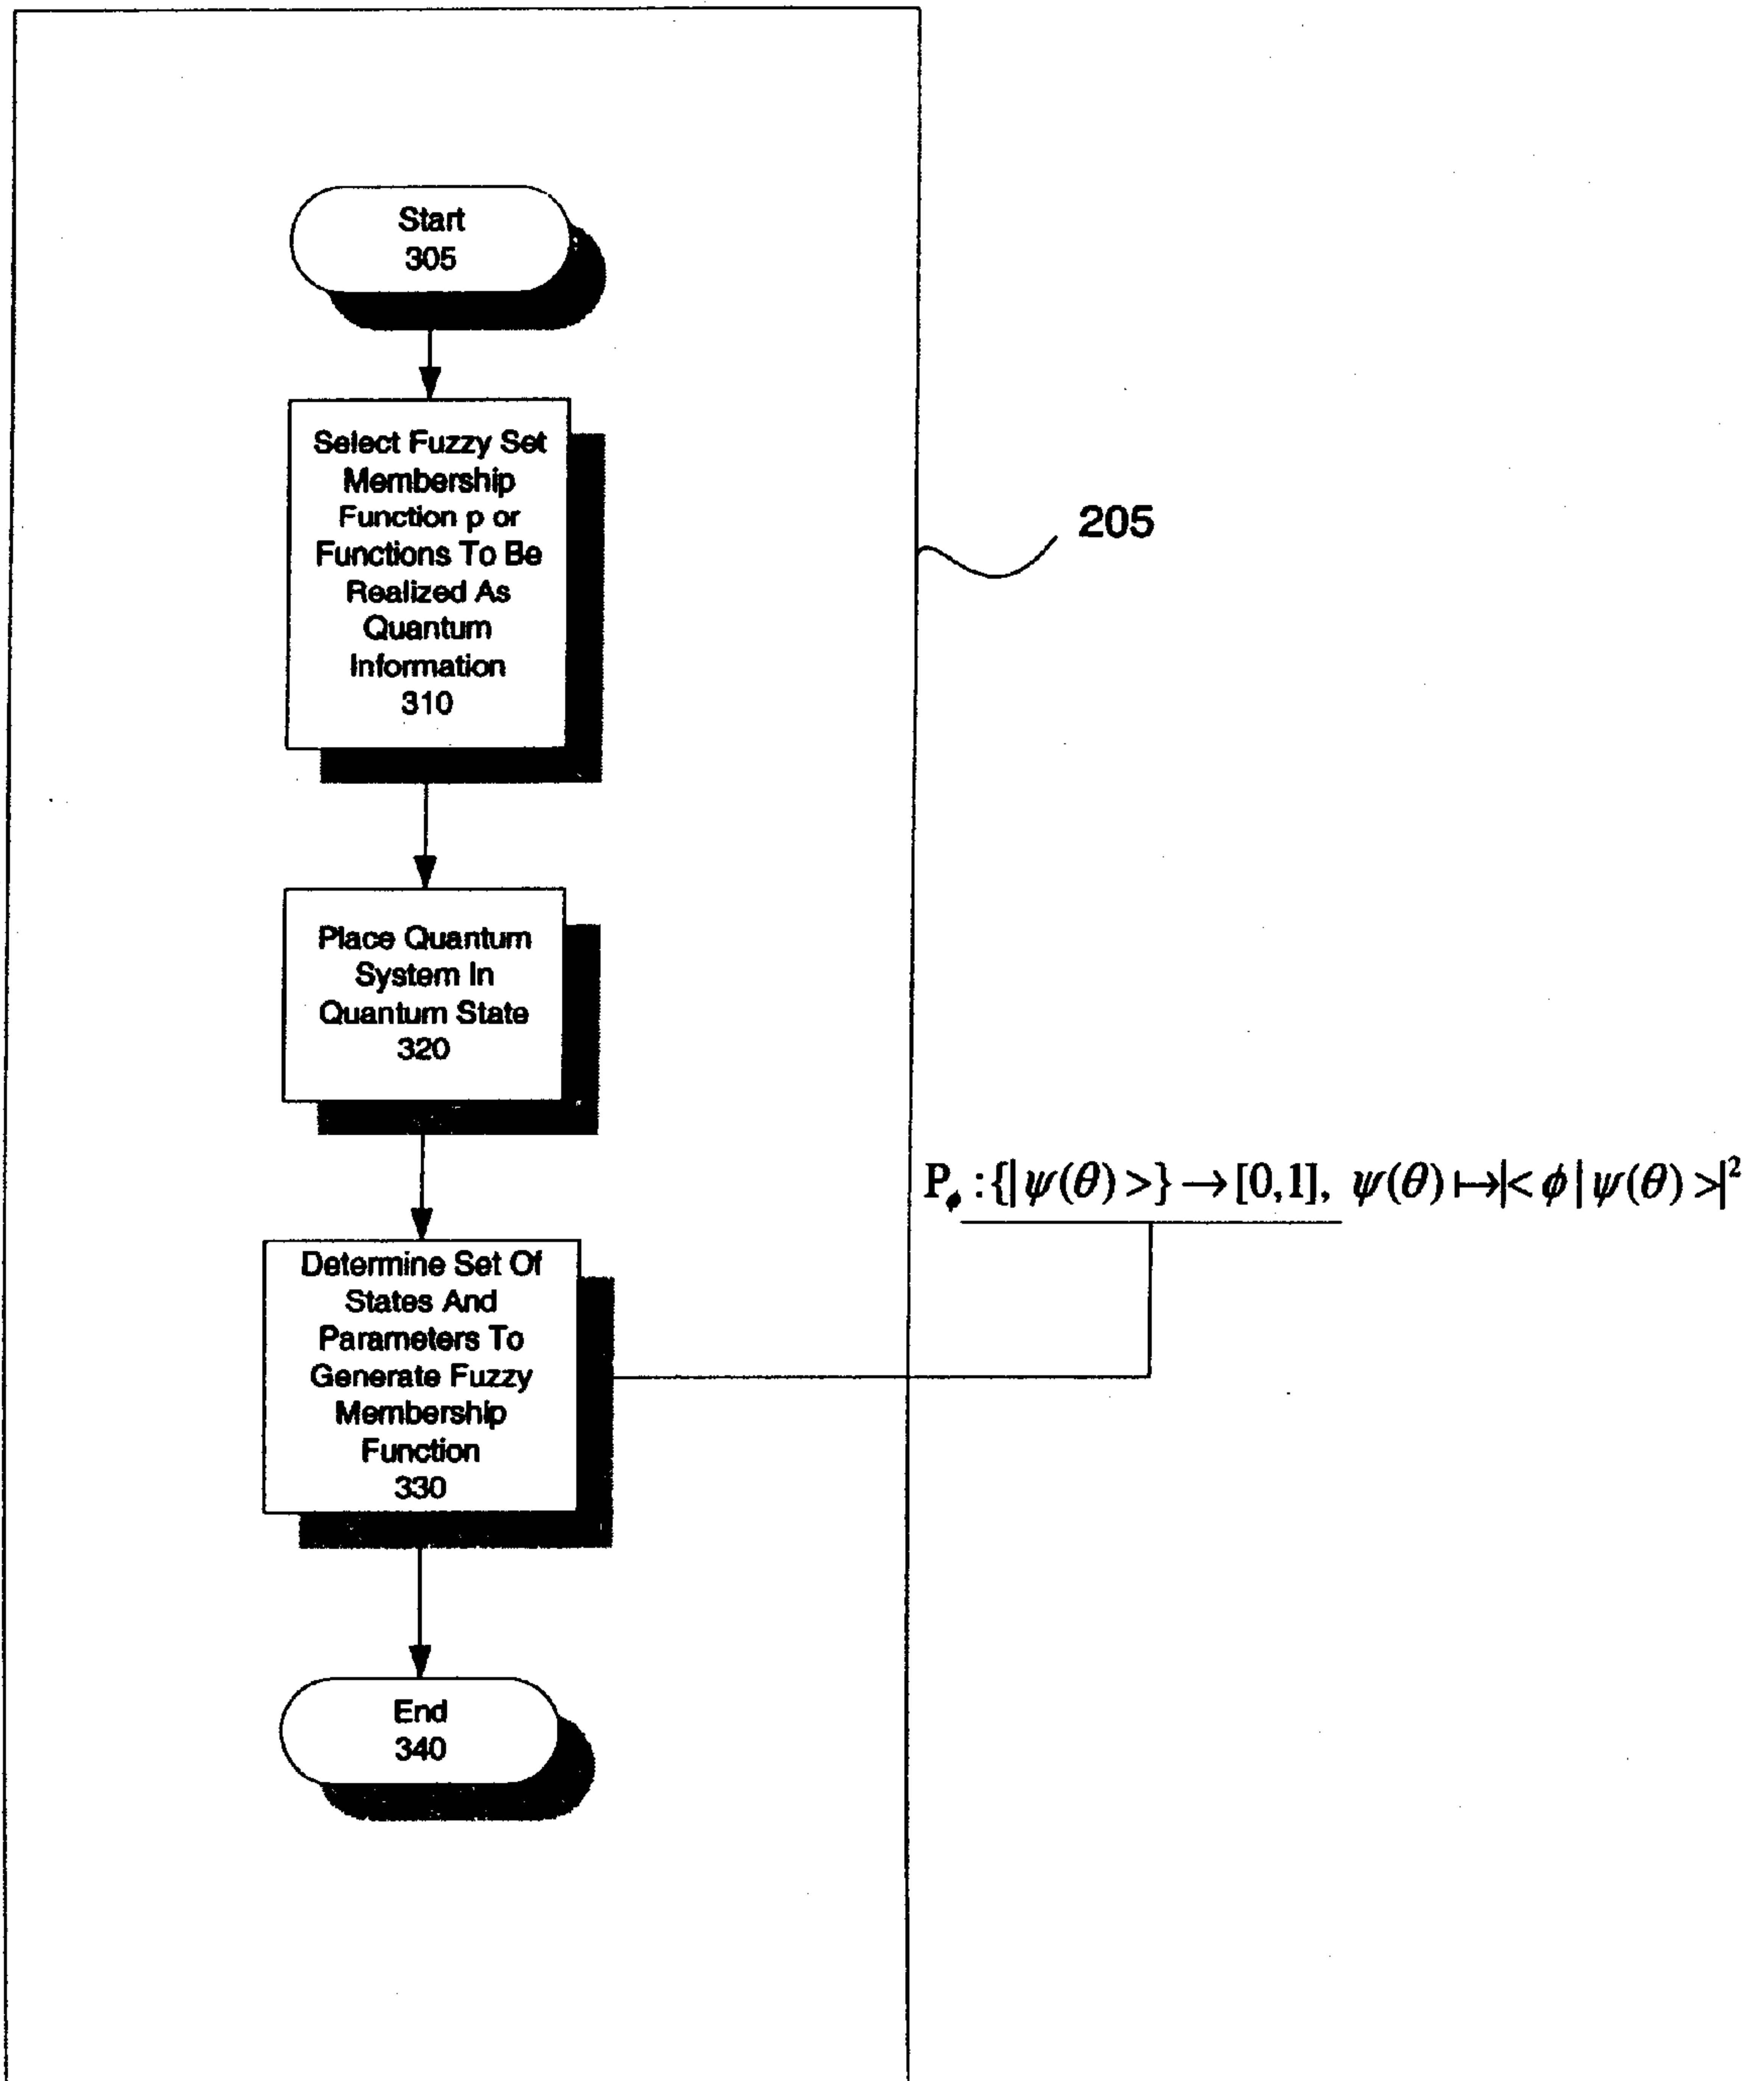 Start
305
Select Fuzzy Set
Membership
Function p or
Functions To Be
Realized As
Quantum
Information
310
205
Place Quantum
System In
Quantum State
320
P_ϕ :{|ψ(θ) >} → [0,1], ψ(θ) ↦|< ϕ | ψ(θ) >|²
Determine Set Of
States And
Parameters To
Generate Fuzzy
Membership
Function
330
End
340